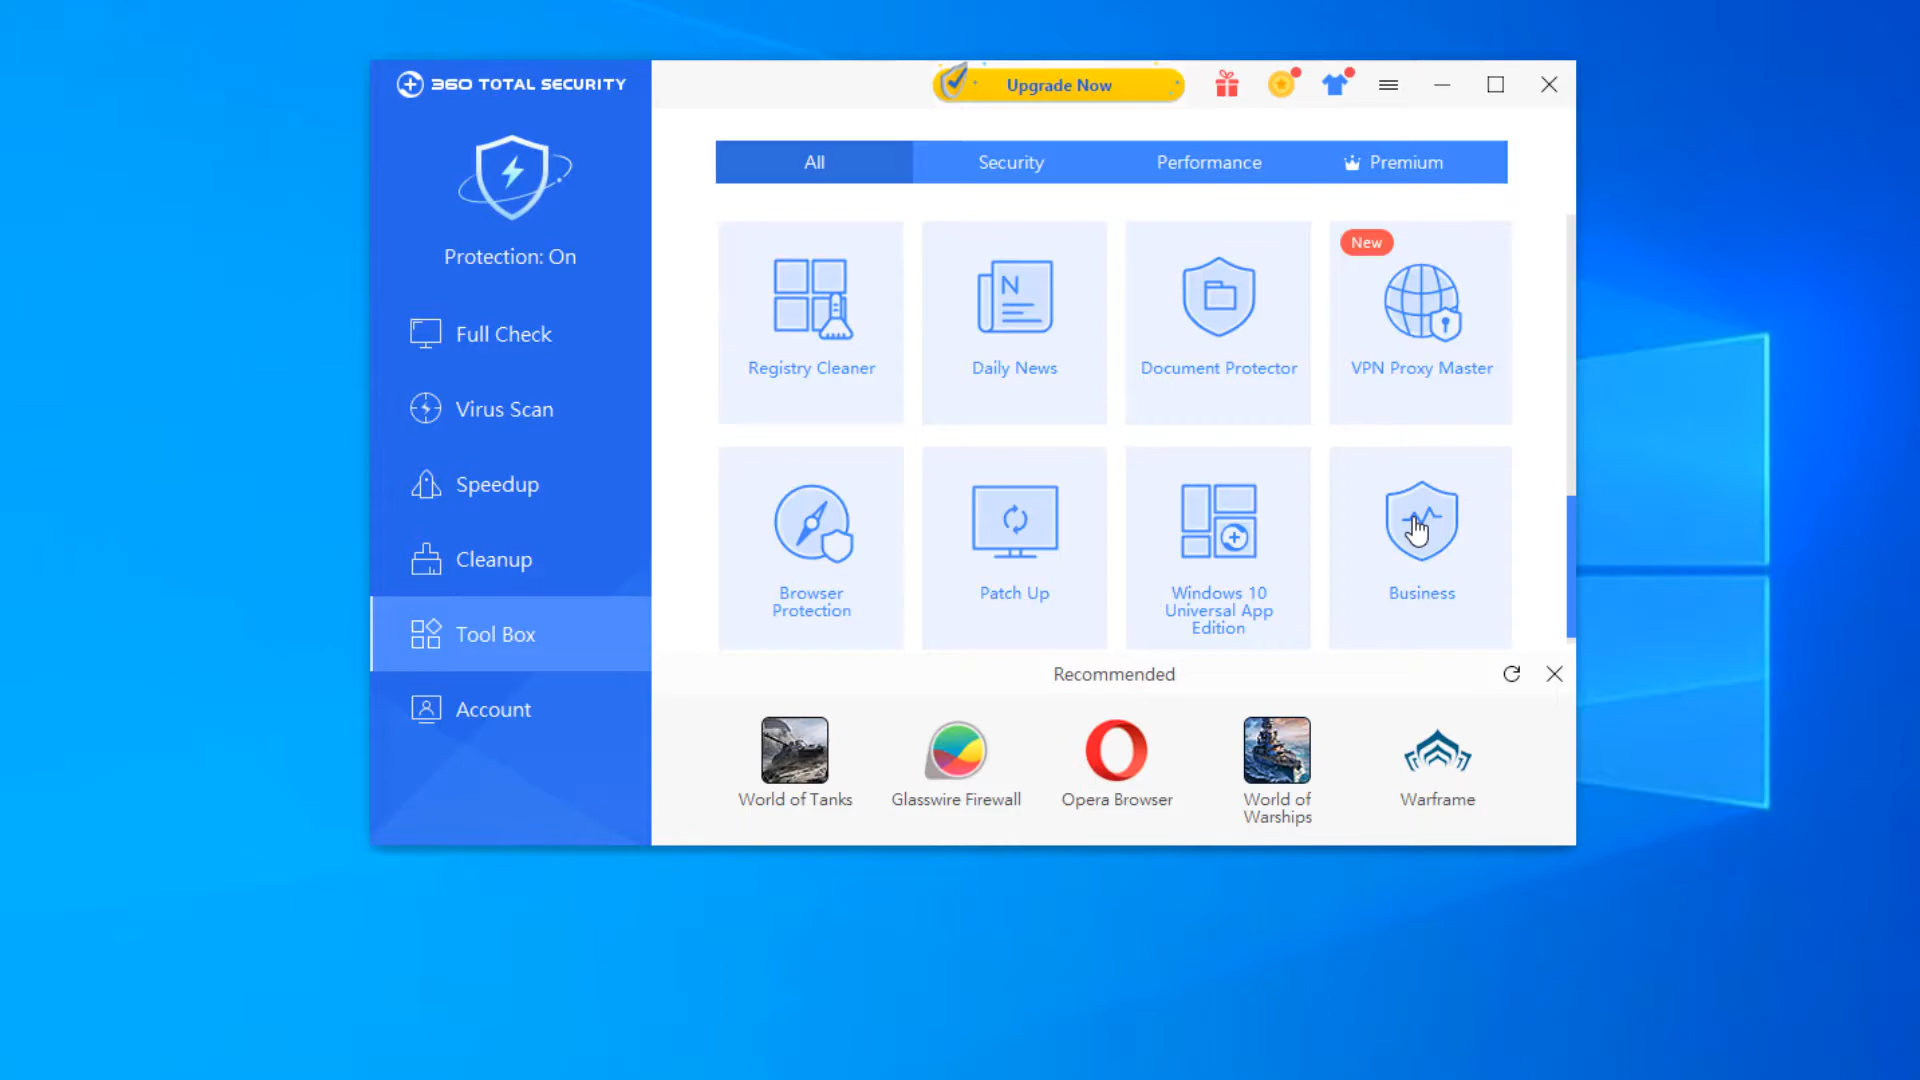 360 TOTAL SECURITY
Upgrade Now
Protection: On
Full Check
Virus Scan
Speedup
Cleanup
Tool Box
Account
All
Security
Performance
Premium
Registry Cleaner
N
Daily News
Document Protector
New
VPN Proxy Master
Browser
Protection
Patch Up
Windows 10
Universal App
Edition
Business
Recommended
World of Tanks
Glasswire Firewall
Opera Browser
World of
Warships
Warframe